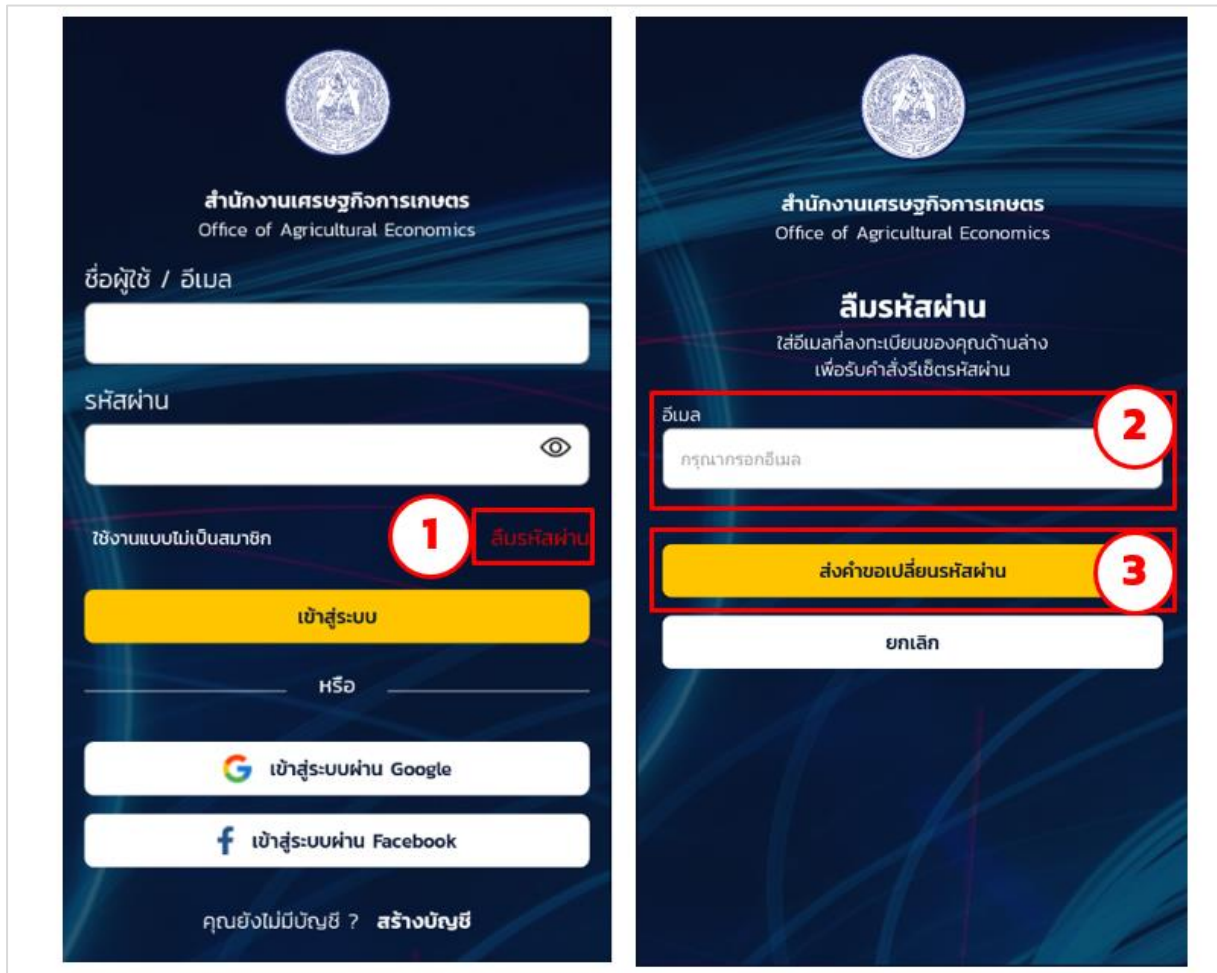 สำนักงานเศรษฐกิจการเกษตร
Office of Agricultural Economics
ชื่อผู้ใช้ / อีเมล
รหัสผ่าน
ใช้งานแบบไม่เป็นสมาชิก
1
ลืมรหัสผ่าน
เข้าสู่ระบบ
หรือ
เข้าสู่ระบบผ่าน Google
เข้าสู่ระบบผ่าน Facebook
คุณยังไม่มีบัญชี ? สร้างบัญชี
สำนักงานเศรษฐกิจการเกษตร
Office of Agricultural Economics
ลืมรหัสผ่าน
ใส่อีเมลที่ลงทะเบียนของคุณด้านล่าง
เพื่อรับคำสั่งรีเซ็ตรหัสผ่าน
อีเมล
2
กรุณากรอกอีเมล
ส่งคำขอเปลี่ยนรหัสผ่าน
3
ยกเลิก